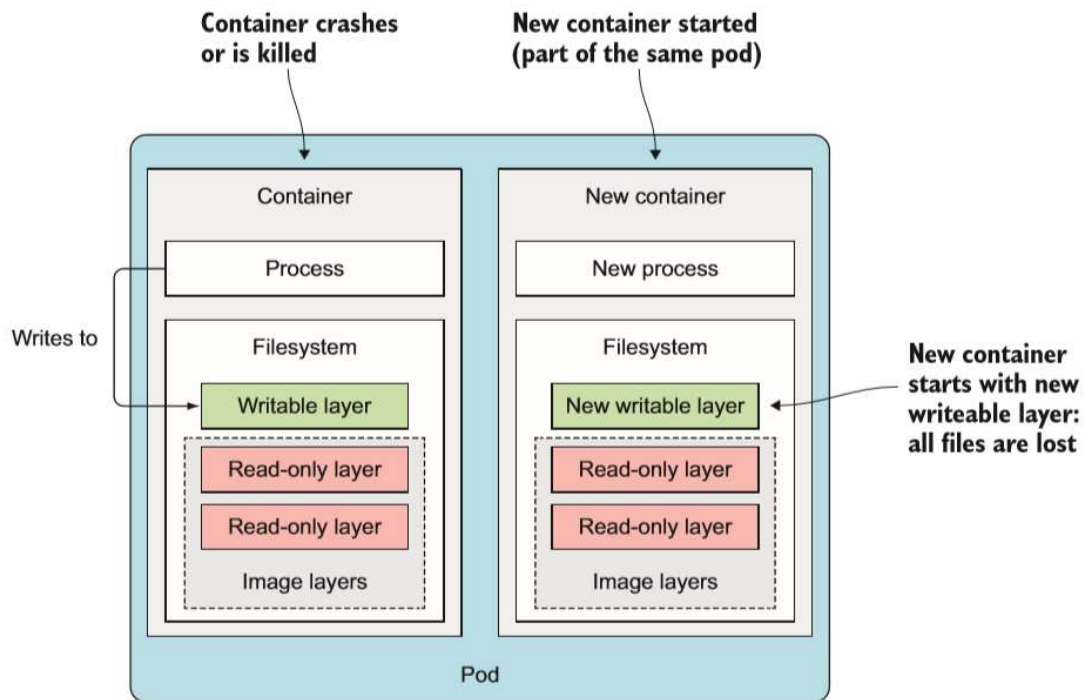 Container crashes
or is killed
New container started
(part of the same pod)
Container
New container
Process
New process
Writes to
Filesystem
Filesystem
Writable layer
New writable layer
New container
starts with new
writeable layer:
all files are lost
Read-only layer
Read-only layer
Read-only layer
Read-only layer
Image layers
Image layers
Pod